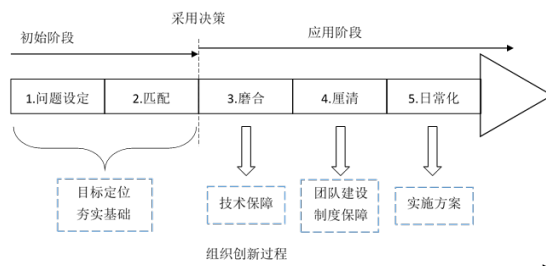 采用决策
初始阶段
应用阶段
1.问题设定
2.匹配
3.磨合
4.厘清
5.日常化
目标定位
夯实基础
技术保障
团队建设
制度保障
实施方案
组织创新过程